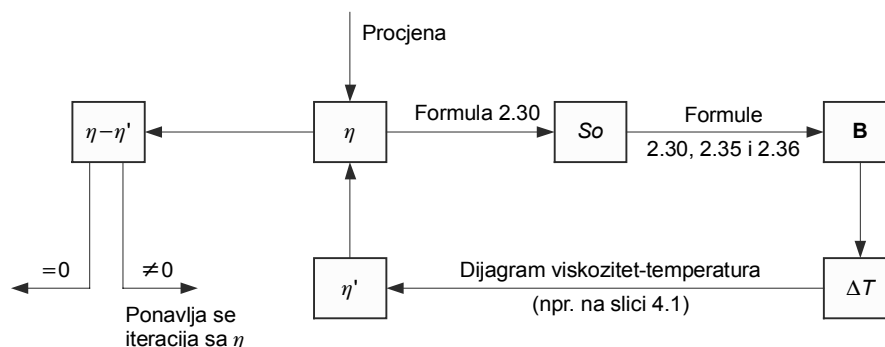 Procjena
η−η'
η
Formula 2.30
So
Formule
2.30, 2.35 i 2.36
B
=0
≠0
Ponavlja se
iteracija sa η
η'
Dijagram viskozitet-temperatura
(npr. na slici 4.1)
ΔT